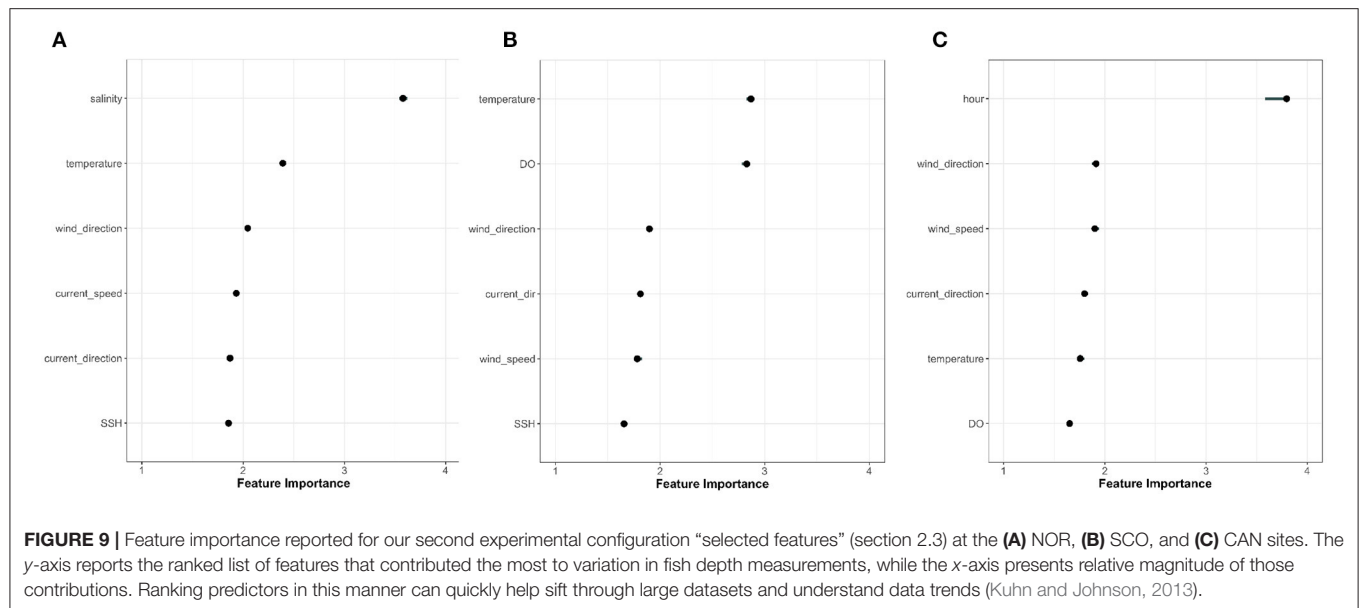 A
salinity
temperature
wind_direction
current_speed
current_direction
SSH
1 2 3 4
Feature Importance
B
temperature
DO
wind_direction
current_dir
wind_speed
SSH
1 2 3 4
Feature Importance
C
hour
wind_direction
wind_speed
current_direction
temperature
DO
1 2 3 4
Feature Importance
FIGURE 9 | Feature importance reported for our second experimental configuration “selected features” (section 2.3) at the (A) NOR, (B) SCO, and (C) CAN sites. The
y-axis reports the ranked list of features that contributed the most to variation in fish depth measurements, while the x-axis presents relative magnitude of those
contributions. Ranking predictors in this manner can quickly help sift through large datasets and understand data trends (Kuhn and Johnson, 2013).